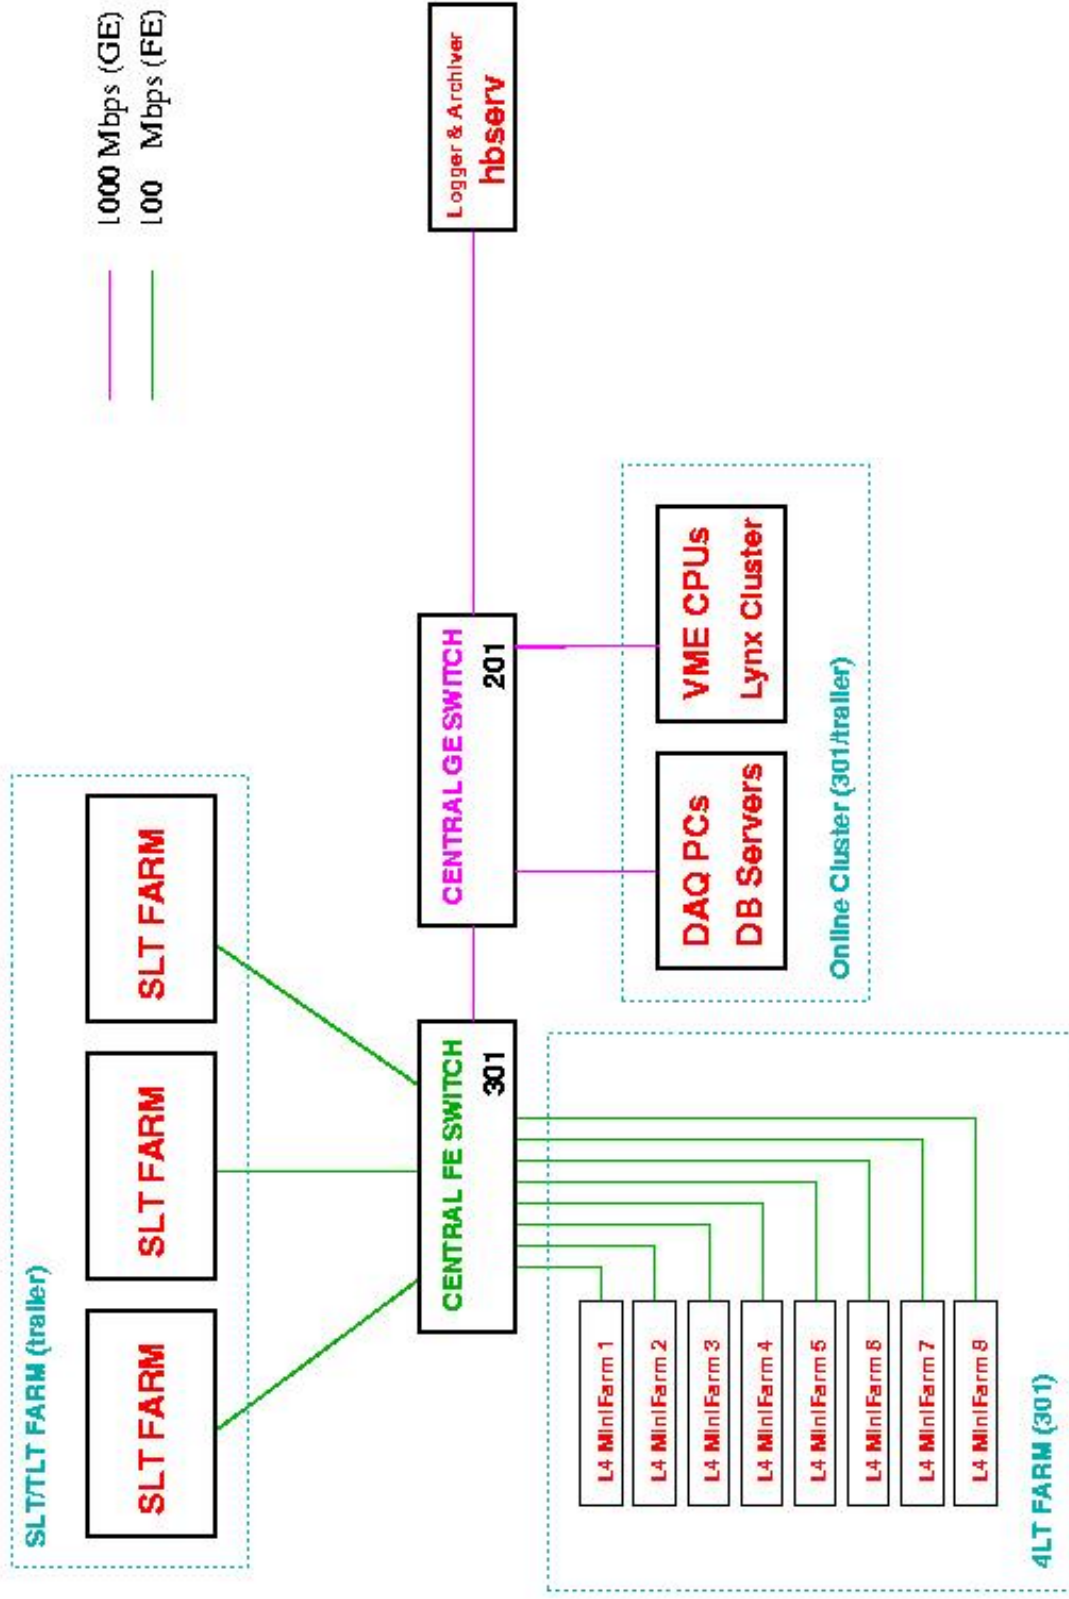 SLT/TLT FARM (trailer)
SLT FARM
SLT FARM
SLT FARM
1000 Mbps (GE)
100 Mbps (FE)
CENTRAL FE SWITCH
301
CENTRAL GE SWITCH
201
Logger & Archiver
hbserv
L4 MiniFarm 1
L4 MiniFarm 2
L4 MiniFarm 3
L4 MiniFarm 4
L4 MiniFarm 5
L4 MiniFarm 6
L4 MiniFarm 7
L4 MiniFarm 8
4LT FARM (301)
DAQ PCs
DB Servers
VME CPUs
Lynx Cluster
Online Cluster (301/trailer)